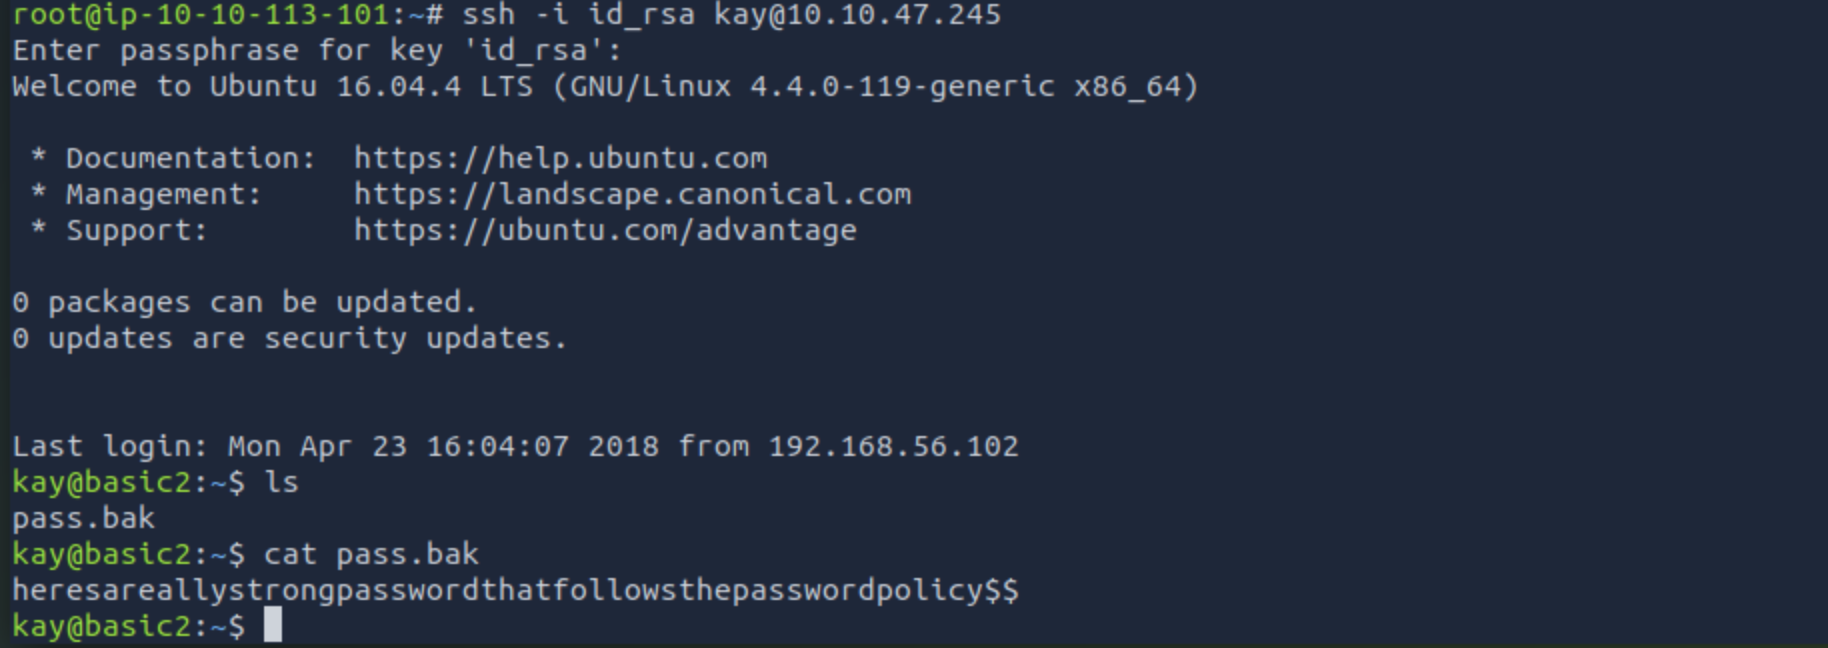 root@ip-10-10-113-101:~# ssh -i id_rsa kay@10.10.47.245
Enter passphrase for key 'id_rsa':
Welcome to Ubuntu 16.04.4 LTS (GNU/Linux 4.4.0-119-generic x86_64)
 * Documentation:  https://help.ubuntu.com
 * Management:     https://landscape.canonical.com
 * Support:        https://ubuntu.com/advantage
0 packages can be updated.
0 updates are security updates.
Last login: Mon Apr 23 16:04:07 2018 from 192.168.56.102
kay@basic2:~$ ls
pass.bak
kay@basic2:~$ cat pass.bak
heresareallystrongpasswordthatfollowsthepasswordpolicy$$
kay@basic2:~$